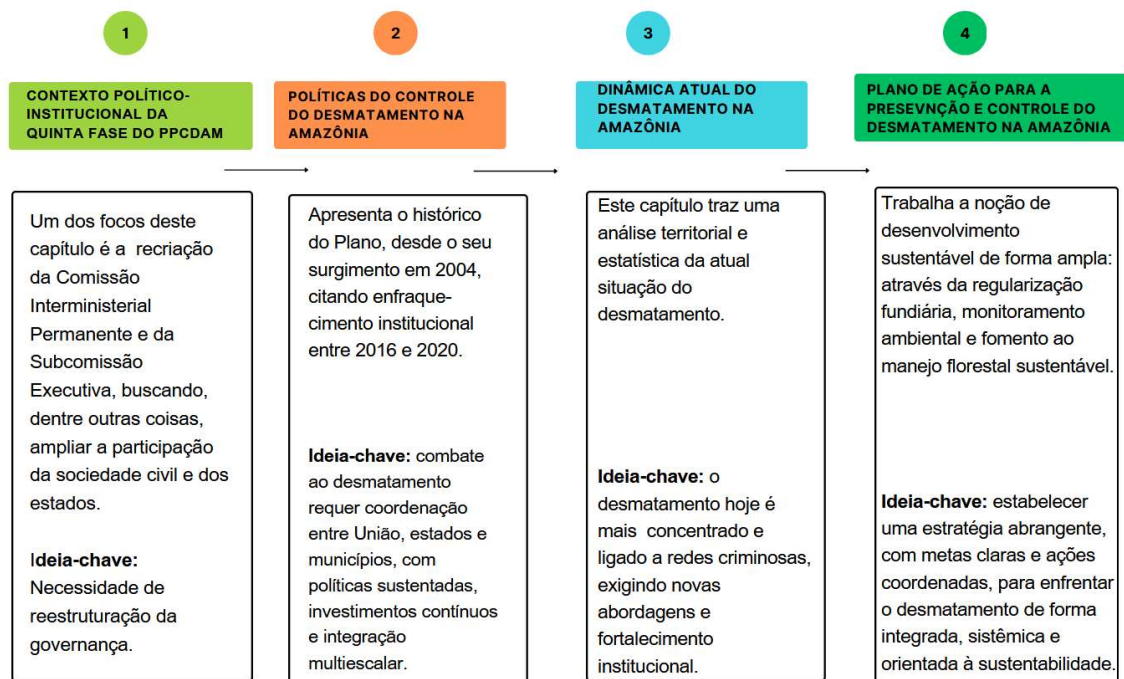 1
CONTEXTO POLÍTICO-
INSTITUCIONAL DA
QUINTA FASE DO PPCDAM
Um dos focos deste
capítulo é a recriação
da Comissão
Interministerial
Permanente e da
Subcomissão
Executiva, buscando,
dentre outras coisas,
ampliar a participação
da sociedade civil e dos
estados.
Ideia-chave:
Necessidade de
reestruturação da
governança.
2
POLÍTICAS DO CONTROLE
DO DESMATAMENTO NA
AMAZÔNIA
Apresenta o histórico
do Plano, desde o seu
surgimento em 2004,
citando enfraque-
cimento institucional
entre 2016 e 2020.
Ideia-chave: combate
ao desmatamento
requer coordenação
entre União, estados e
municípios, com
políticas sustentadas,
investimentos contínuos
e integração
multiescalar.
3
DINÂMICA ATUAL DO
DESMATAMENTO NA
AMAZÔNIA
Este capítulo traz uma
análise territorial e
estatística da atual
situação do
desmatamento.
Ideia-chave: o
desmatamento hoje é
mais concentrado e
ligado a redes criminosas,
exigindo novas
abordagens e
fortalecimento
institucional.
4
PLANO DE AÇÃO PARA A
PRESEVNÇÃO E CONTROLE DO
DESMATAMENTO NA AMAZÔNIA
Trabalha a noção de
desenvolvimento
sustentável de forma ampla:
através da regularização
fundiária, monitoramento
ambiental e fomento ao
manejo florestal sustentável.
Ideia-chave: estabelecer
uma estratégia abrangente,
com metas claras e ações
coordenadas, para enfrentar
o desmatamento de forma
integrada, sistêmica e
orientada à sustentabilidade.